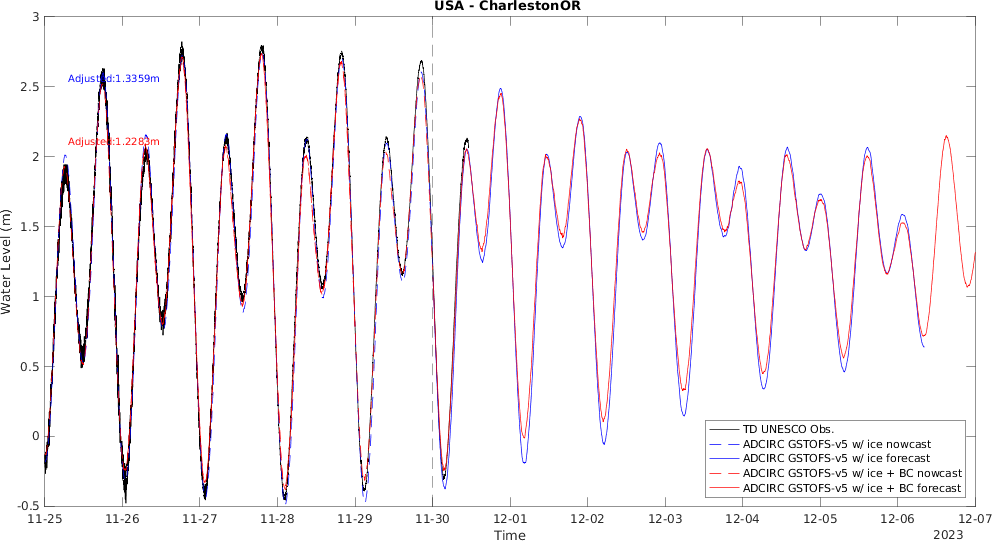 USA - CharlestonOR
3
2.5
2
1.5
1
0.5
0
-0.5
Water Level (m)
Adjusted:1.3359m
Adjusted:1.2283m
TD UNESCO Obs.
ADCIRC GSTOFS-v5 w/ ice nowcast
ADCIRC GSTOFS-v5 w/ ice forecast
ADCIRC GSTOFS-v5 w/ice + BC nowcast
ADCIRC GSTOFS-v5 w/ice + BC forecast
11-25 11-26 11-27 11-28 11-29 11-30 12-01 12-02 12-03 12-04 12-05 12-06 12-07
Time
2023